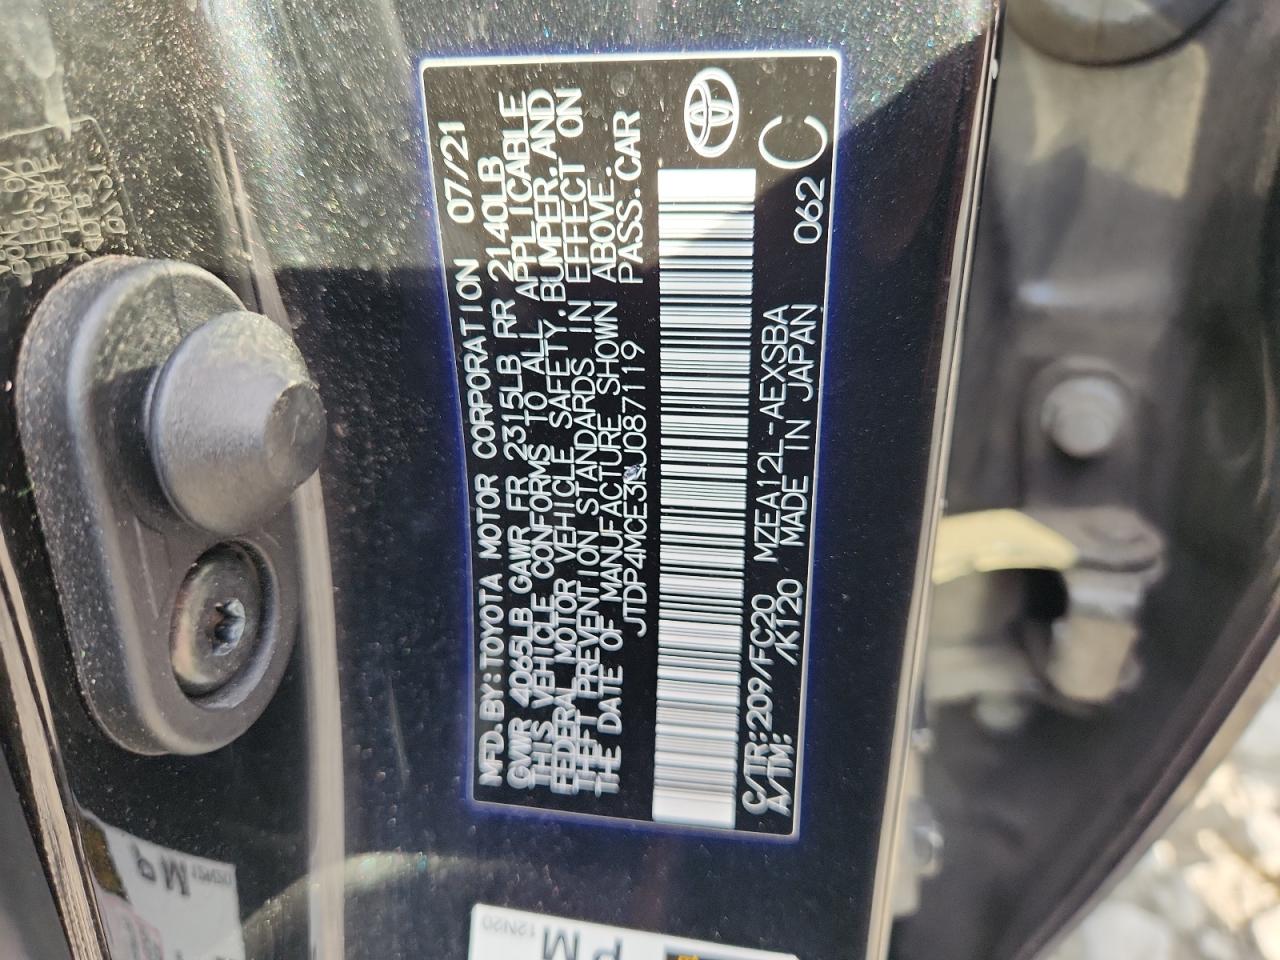 MFD.BY:TOYOTA MOTOR CORPORATION 07/21
GVWR 4065LB GAWR FR 2315LB RR 2140LB
THIS VEHICLE CONFORMS TO ALL APPLICABLE
FEDERAL MOTOR VEHICLE SAFETY,BUMPER,AND
THEFT PREVENTION STANDARDS IN EFFECT ON
THE DATE OF MANUFACTURE SHOWN ABOVE.
JTDP4MCE3MJ087119 PASS.CAR
C/TR:209/FC20 MZEA12L-AEXSBA
A/TM: /K120 MADE IN JAPAN 062 C
12N20
PM